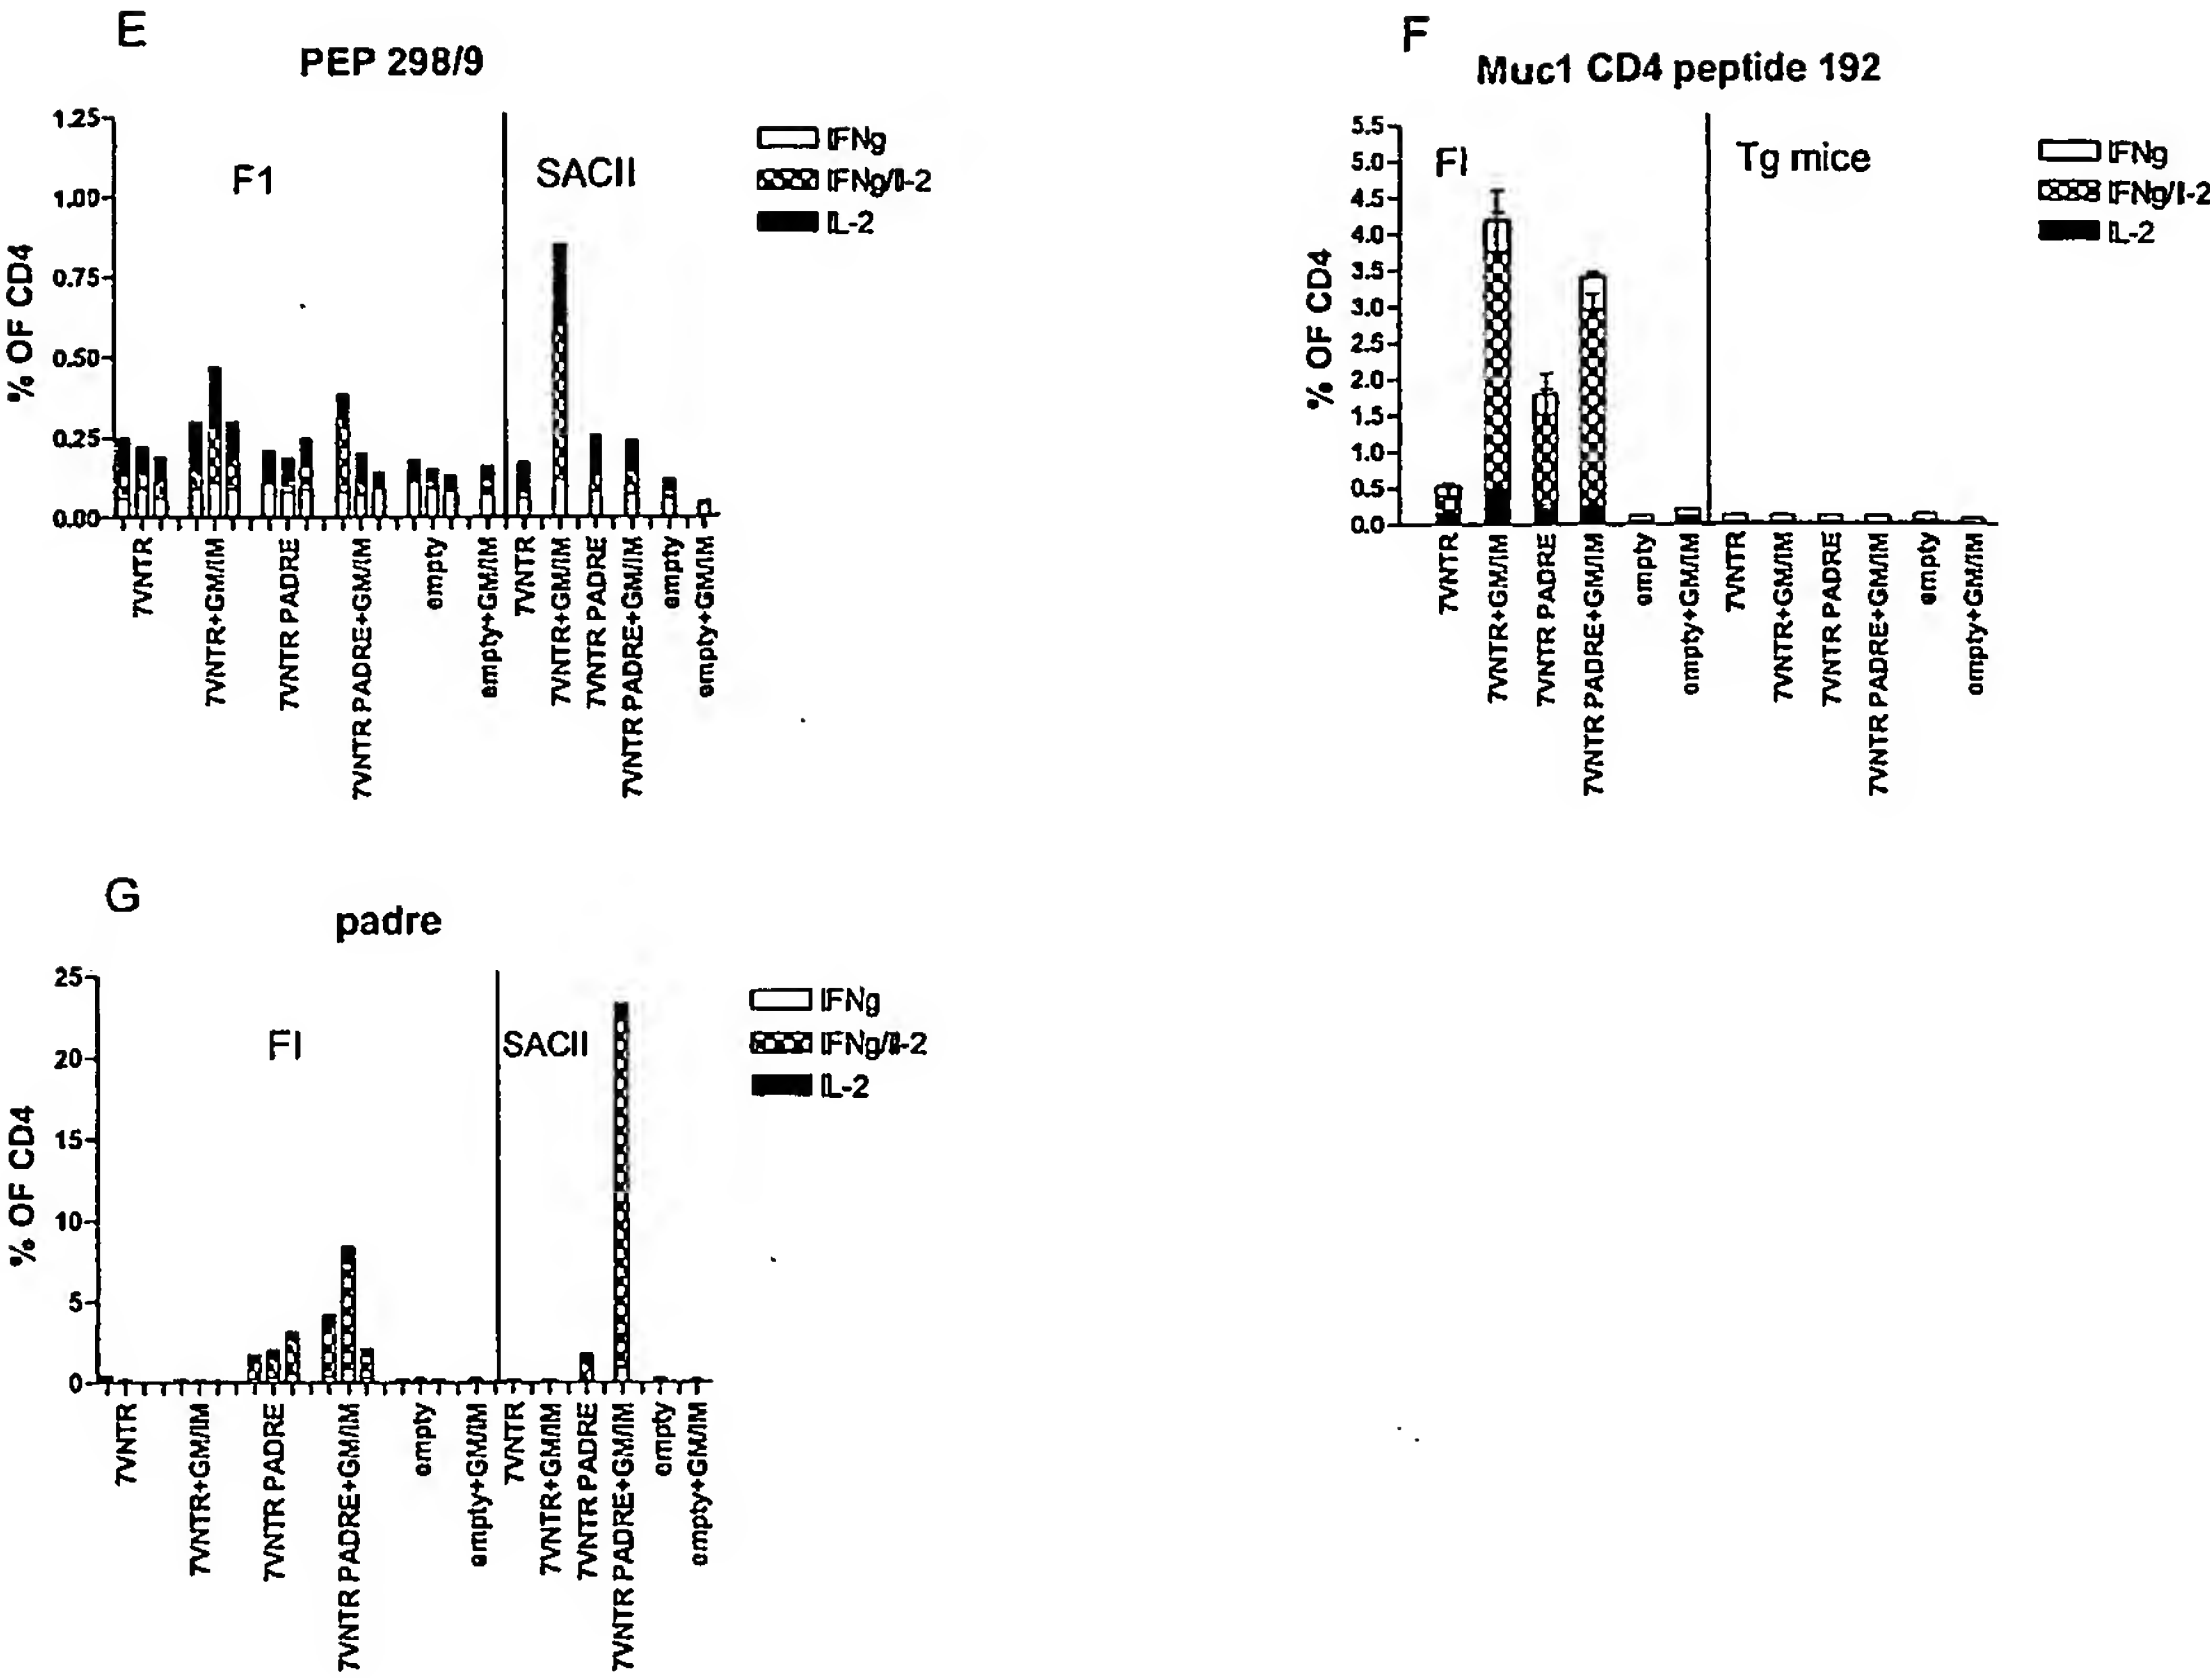 E
PEP 298/9
1.25
1.00
0.75
0.50
0.25
0.00
% OF CD4
F1
SACII
IFNg
IFNg/Il-2
IL-2
7VNTR
7VNTR+GM/IM
7VNTR PADRE
7VNTR PADRE+GM/IM
empty
empty+GM/IM
7VNTR
7VNTR+GM/IM
7VNTR PADRE
7VNTR PADRE+GM/IM
empty
empty+GM/IM
F
Muc1 CD4 peptide 192
5.5
5.0
4.5
4.0
3.5
3.0
2.5
2.0
1.5
1.0
0.5
0.0
% OF CD4
FI
Tg mice
IFNg
IFNg/Il-2
IL-2
7VNTR
7VNTR+GM/IM
7VNTR PADRE
7VNTR PADRE+GM/IM
empty
empty+GM/IM
7VNTR
7VNTR+GM/IM
7VNTR PADRE
7VNTR PADRE+GM/IM
empty
empty+GM/IM
G
padre
25
20
15
10
5
0
% OF CD4
FI
SACII
IFNg
IFNg/Il-2
IL-2
7VNTR
7VNTR+GM/IM
7VNTR PADRE
7VNTR PADRE+GM/IM
empty
empty+GM/IM
7VNTR
7VNTR+GM/IM
7VNTR PADRE
7VNTR PADRE+GM/IM
empty
empty+GM/IM